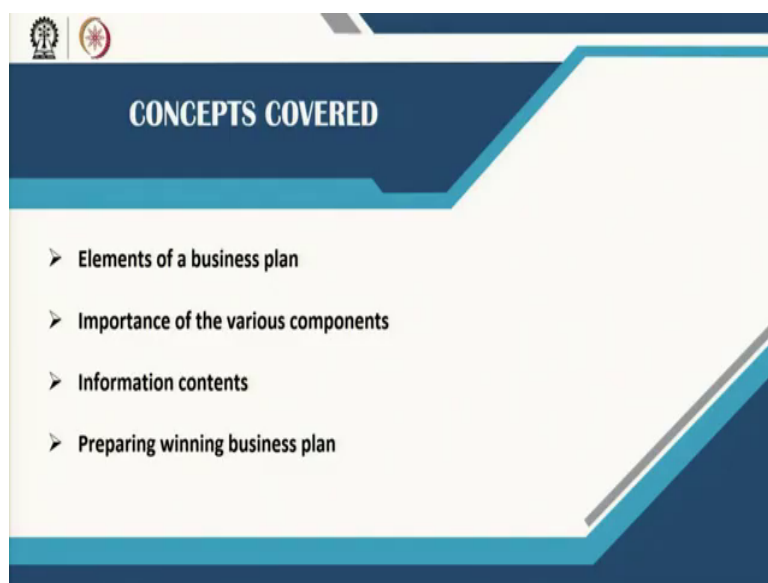 CONCEPTS COVERED
➢ Elements of a business plan
➢ Importance of the various components
➢ Information contents
➢ Preparing winning business plan